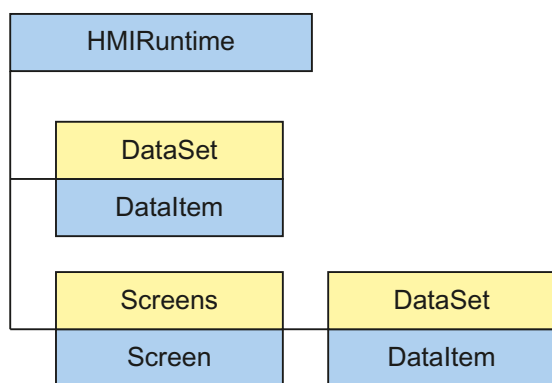 HMIRuntime
DataSet
DataItem
Screens
DataSet
Screen
DataItem